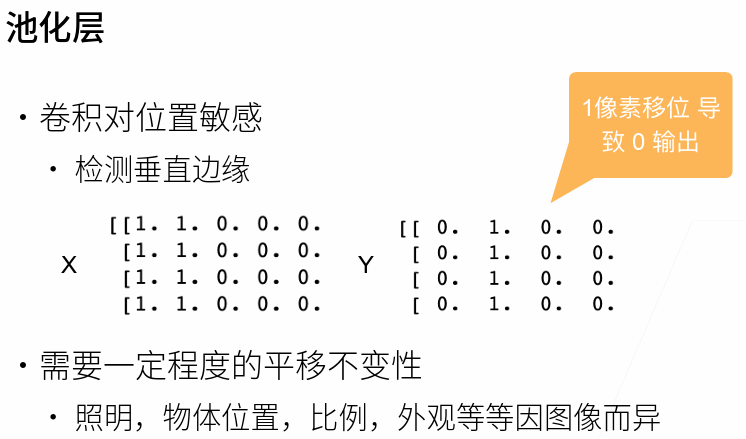 池化层
• 卷积对位置敏感
• 检测垂直边缘
1像素移位 导
致 0 输出
X
[[1. 1. 0. 0. 0.
[1. 1. 0. 0. 0.
[1. 1. 0. 0. 0.
[1. 1. 0. 0. 0.
Y
[[ 0. 1. 0. 0.
[ 0. 1. 0. 0.
[ 0. 1. 0. 0.
[ 0. 1. 0. 0.
• 需要一定程度的平移不变性
• 照明，物体位置，比例，外观等等因图像而异